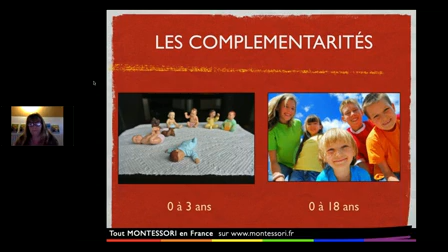 LES COMPLEMENTARITÉS
0 à 3 ans
0 à 18 ans
Tout MONTESSORI en France sur www.montessori.fr